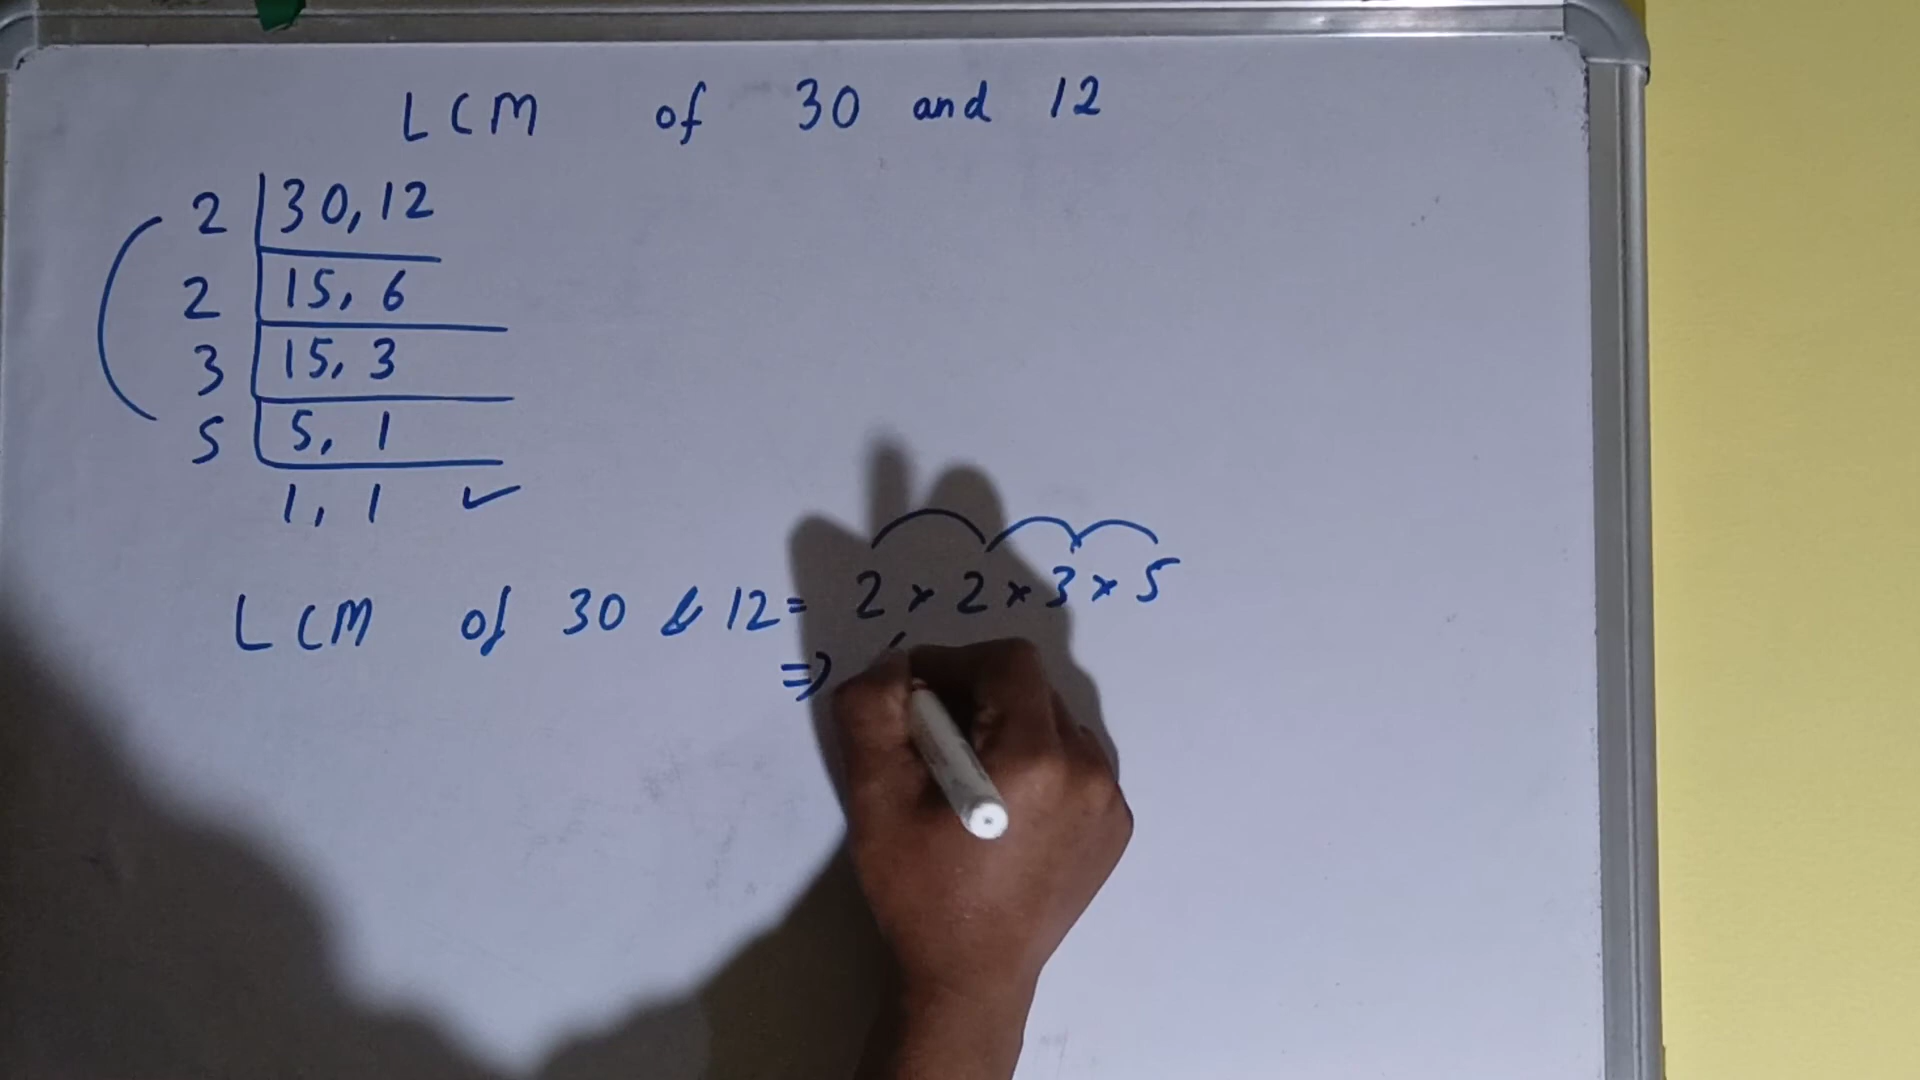 LCM of 30 and 12
2 30, 12
2 15, 6
3 15, 3
5 5, 1
1, 1 ✓
LCM of 30 & 12 = 2 × 2 × 3 × 5
⇒